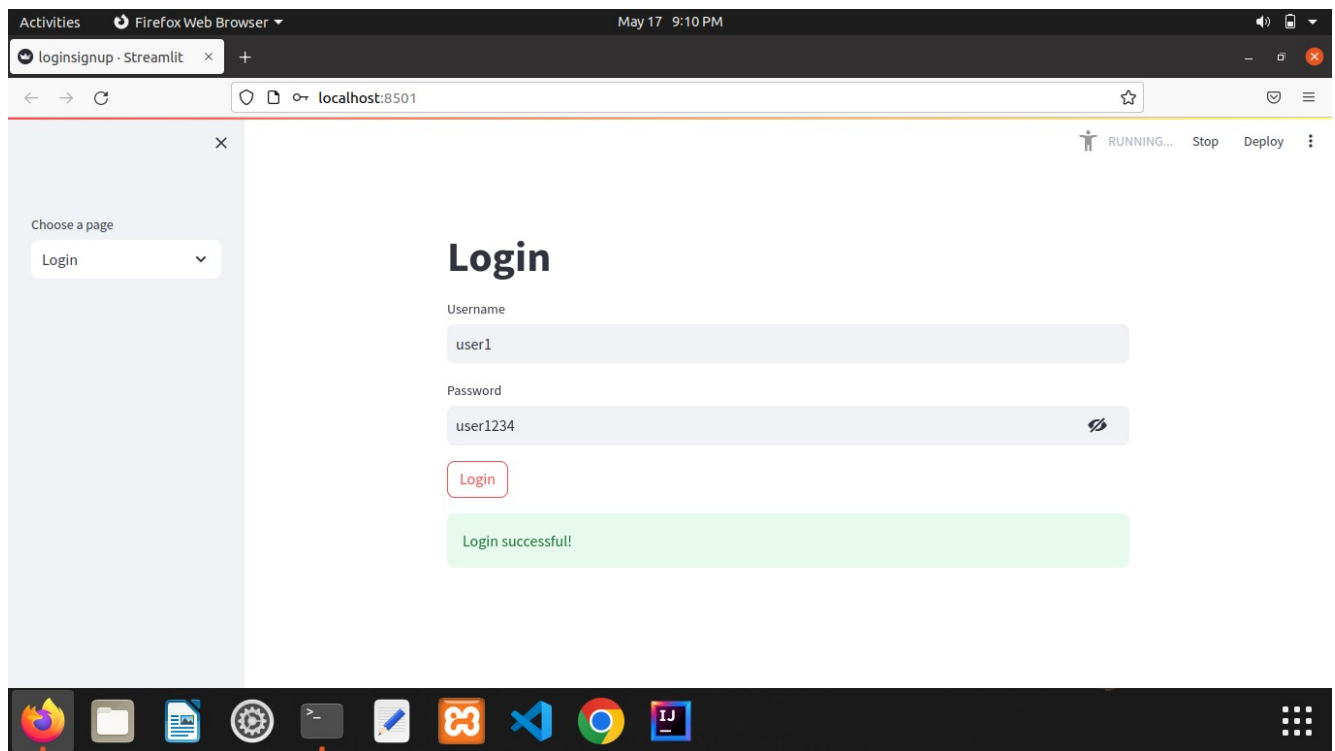 Activities Firefox Web Browser May 17 9:10 PM
loginsignup · Streamlit × +
localhost:8501
RUNNING... Stop Deploy
Choose a page
Login
Login
Username
user1
Password
user1234
Login
Login successful!
>_
IJ